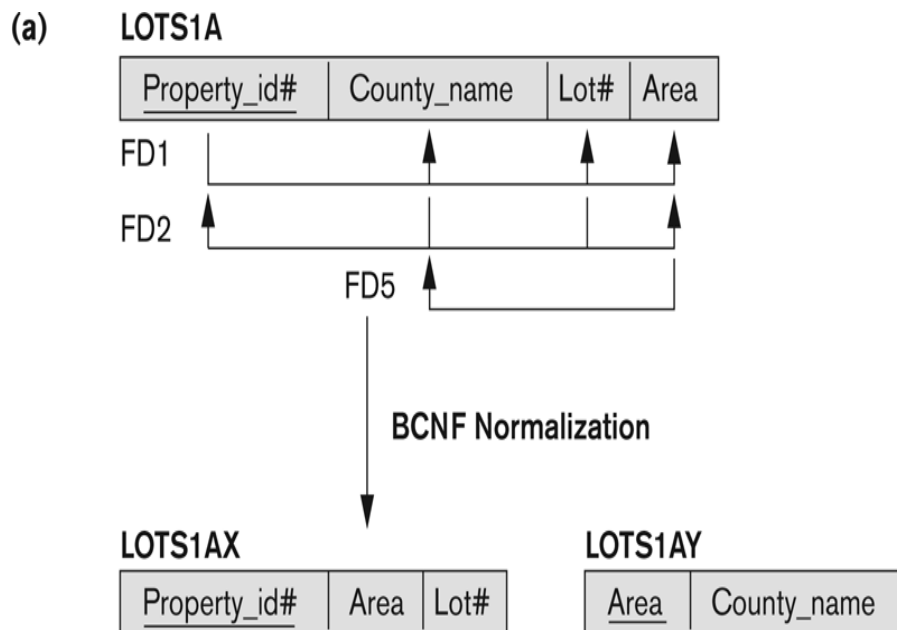 (a) LOTS1A
Property_id# County_name Lot# Area
FD1
FD2
FD5
BCNF Normalization
LOTS1AX LOTS1AY
Property_id# Area Lot# Area County_name